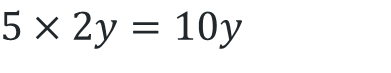 5 × 2y = 10y